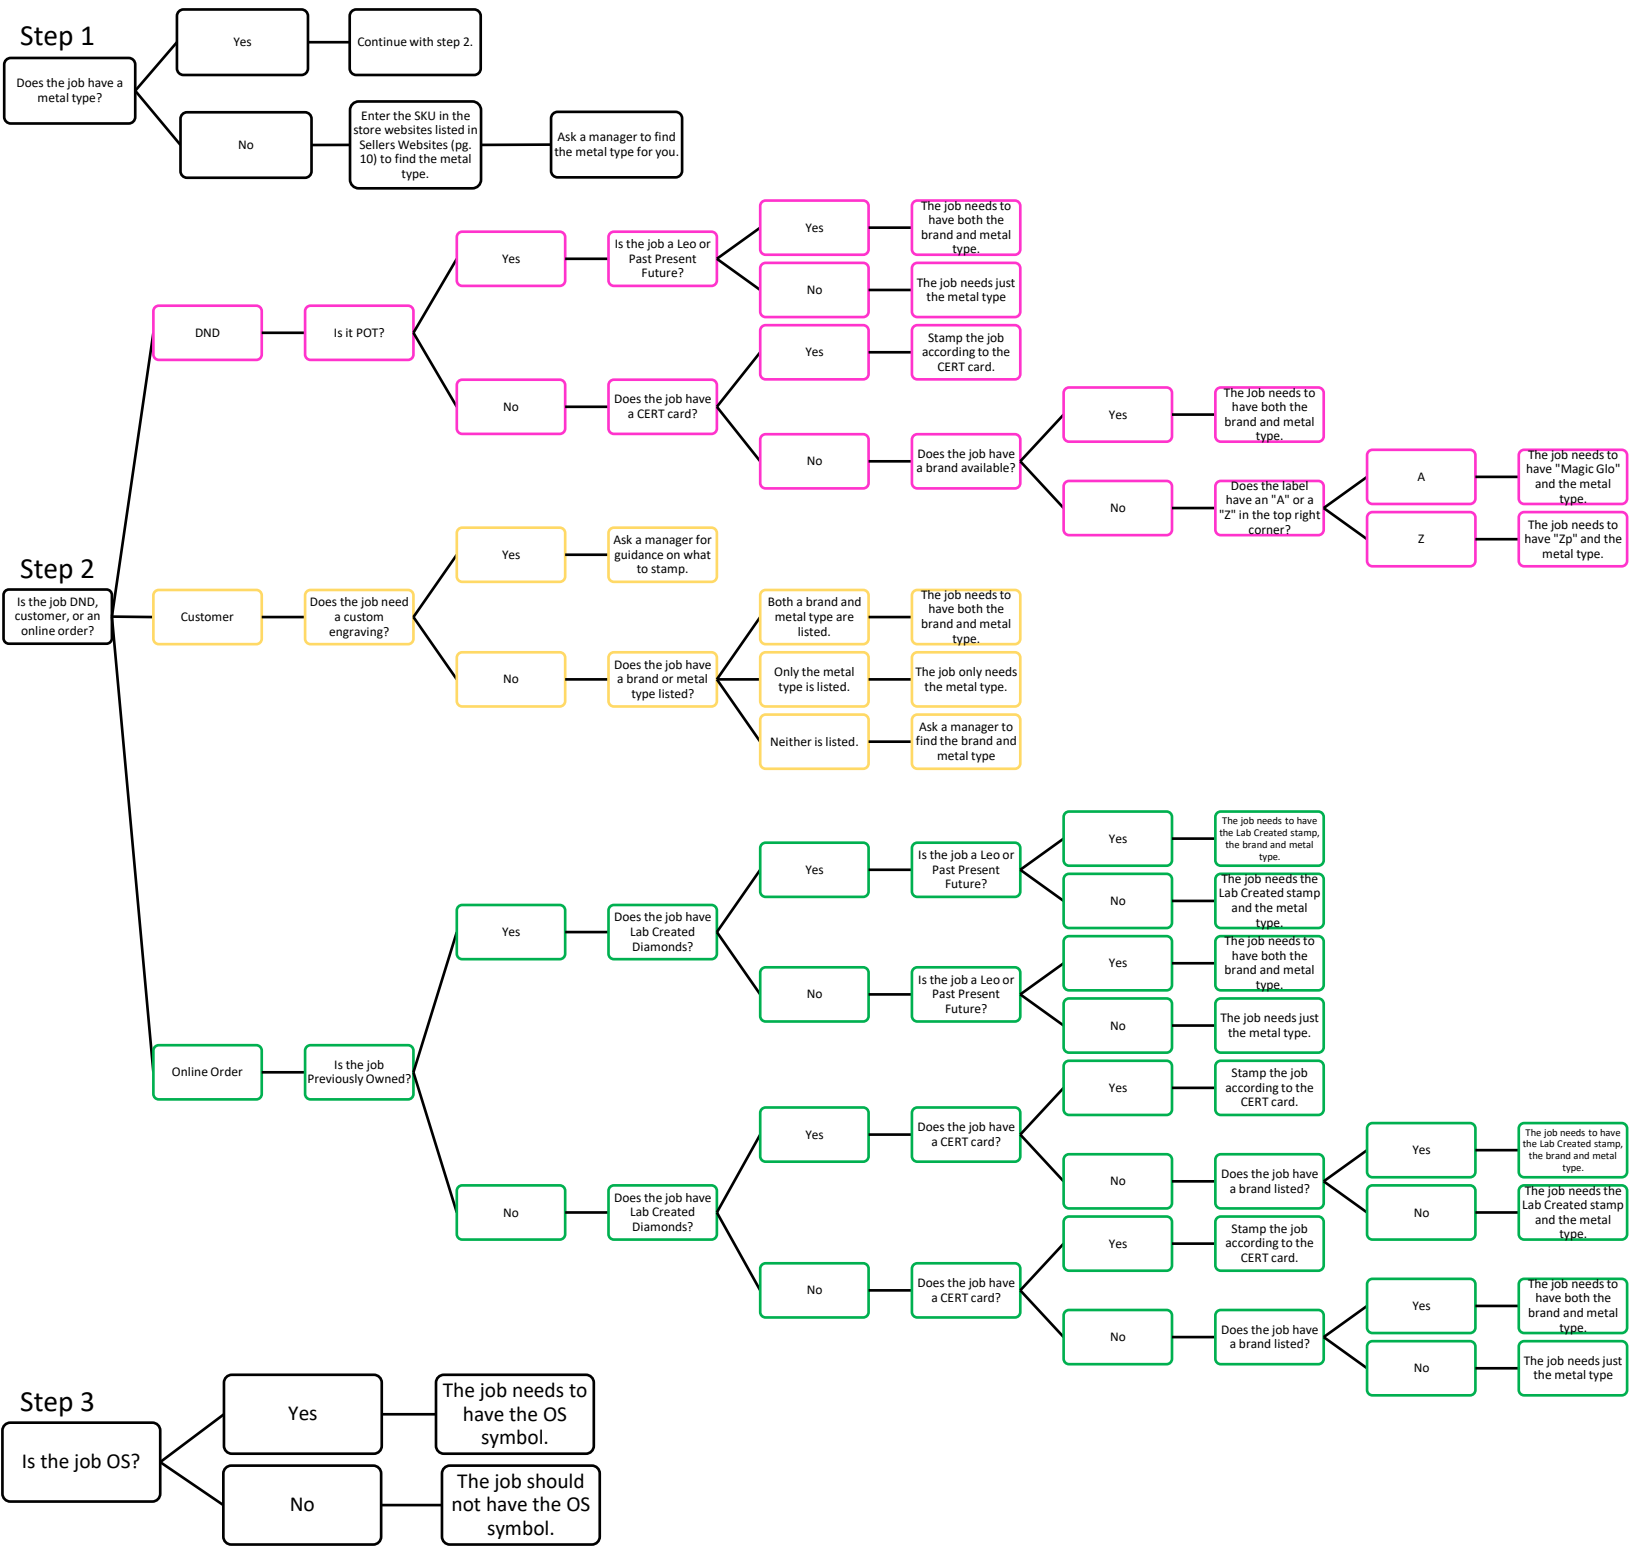 Step 1
Does the job have a
metal type?
Yes
Continue with step 2.
No
Enter the SKU in the
store websites listed in
Sellers Websites (pg.
10) to find the metal
type.
Ask a manager to find
the metal type for you.
Step 2
Is the job DND,
customer, or an
online order?
DND
Is it POT?
Yes
Is the job a Leo or
Past Present
Future?
Yes
The job needs to
have both the
brand and metal
type.
No
The job needs just
the metal type
No
Does the job have
a CERT card?
Yes
Stamp the job
according to the
CERT card.
No
Does the job have
a brand available?
Yes
The Job needs to
have both the
brand and metal
type.
No
Does the label
have an "A" or a
"Z" in the top right
corner?
A
The job needs to
have "Magic Glo"
and the metal
type.
Z
The job needs to
have "Zp" and the
metal type.
Customer
Does the job need
a custom
engraving?
Yes
Ask a manager for
guidance on what
to stamp.
No
Does the job have
a brand or metal
type listed?
Both a brand and
metal type are
listed.
The job needs to
have both the
brand and metal
type.
Only the metal
type is listed.
The job only needs
the metal type.
Neither is listed.
Ask a manager to
find the brand and
metal type
Online Order
Is the job
Previously Owned?
Yes
Does the job have
Lab Created
Diamonds?
Yes
Is the job a Leo or
Past Present
Future?
Yes
The job needs to have
the Lab Created stamp,
the brand and metal
type.
No
The job needs the
Lab Created stamp
and the metal
type.
No
Is the job a Leo or
Past Present
Future?
Yes
The job needs to
have both the
brand and metal
type.
No
The job needs just
the metal type.
No
Does the job have
Lab Created
Diamonds?
Yes
Does the job have
a CERT card?
Yes
Stamp the job
according to the
CERT card.
No
Does the job have
a brand listed?
Yes
The job needs to have
the Lab Created stamp,
the brand and metal
type.
No
The job needs the
Lab Created stamp
and the metal
type.
No
Does the job have
a CERT card?
Yes
Stamp the job
according to the
CERT card.
No
Does the job have
a brand listed?
Yes
The job needs to
have both the
brand and metal
type.
No
The job needs just
the metal type
Step 3
Is the job OS?
Yes
The job needs to
have the OS
symbol.
No
The job should
not have the OS
symbol.